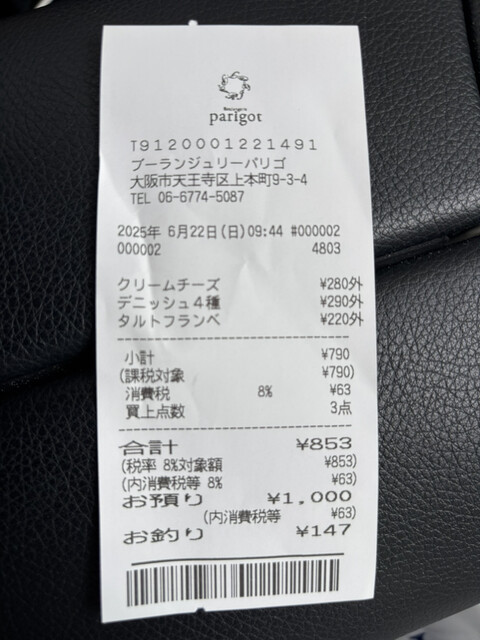 parigot
T9120001221491
ブーランジュリーパリゴ
大阪市天王寺区上本町9-3-4
TEL 06-6774-5087
2025年 6月22日(日)09:44 #000002
000002 4803
クリームチーズ ¥280外
デニッシュ4種 ¥290外
タルトフランベ ¥220外
小計 ¥790
(課税対象 ¥790)
消費税 8% ¥63
買上点数 3点
合計 ¥853
(税率 8%対象額 ¥853)
(内消費税等 8% ¥63)
お預り ¥1,000
(内消費税等 ¥63)
お釣り ¥147